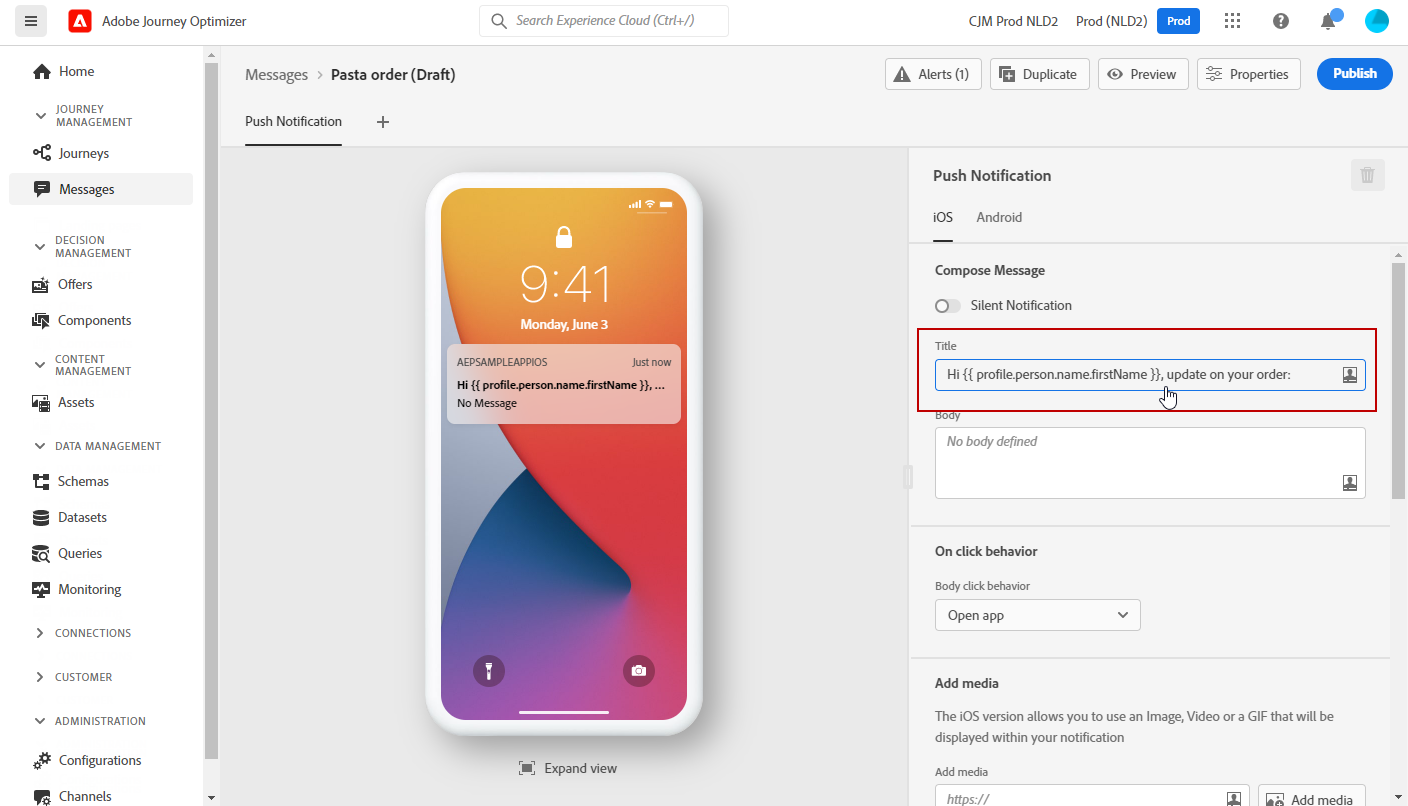 Adobe Journey Optimizer
Search Experience Cloud (Ctrl+/)
CJM Prod NLD2
Prod (NLD2)
Prod
Home
JOURNEY
MANAGEMENT
Journeys
Messages
DECISION
MANAGEMENT
Offers
Components
CONTENT
MANAGEMENT
Assets
DATA MANAGEMENT
Schemas
Datasets
Queries
Monitoring
CONNECTIONS
CUSTOMER
ADMINISTRATION
Configurations
Channels
Messages > Pasta order (Draft)
Alerts (1)
Duplicate
Preview
Properties
Publish
Push Notification
9:41
Monday, June 3
AEPSAMPLEAPPIOS
Just now
Hi {{ profile.person.name.firstName }}, ...
No Message
Expand view
Push Notification
iOS
Android
Compose Message
Silent Notification
Title
Hi {{ profile.person.name.firstName }}, update on your order:
Body
No body defined
On click behavior
Body click behavior
Open app
Add media
The iOS version allows you to use an Image, Video or a GIF that will be
displayed within your notification
Add media
https://
Add media